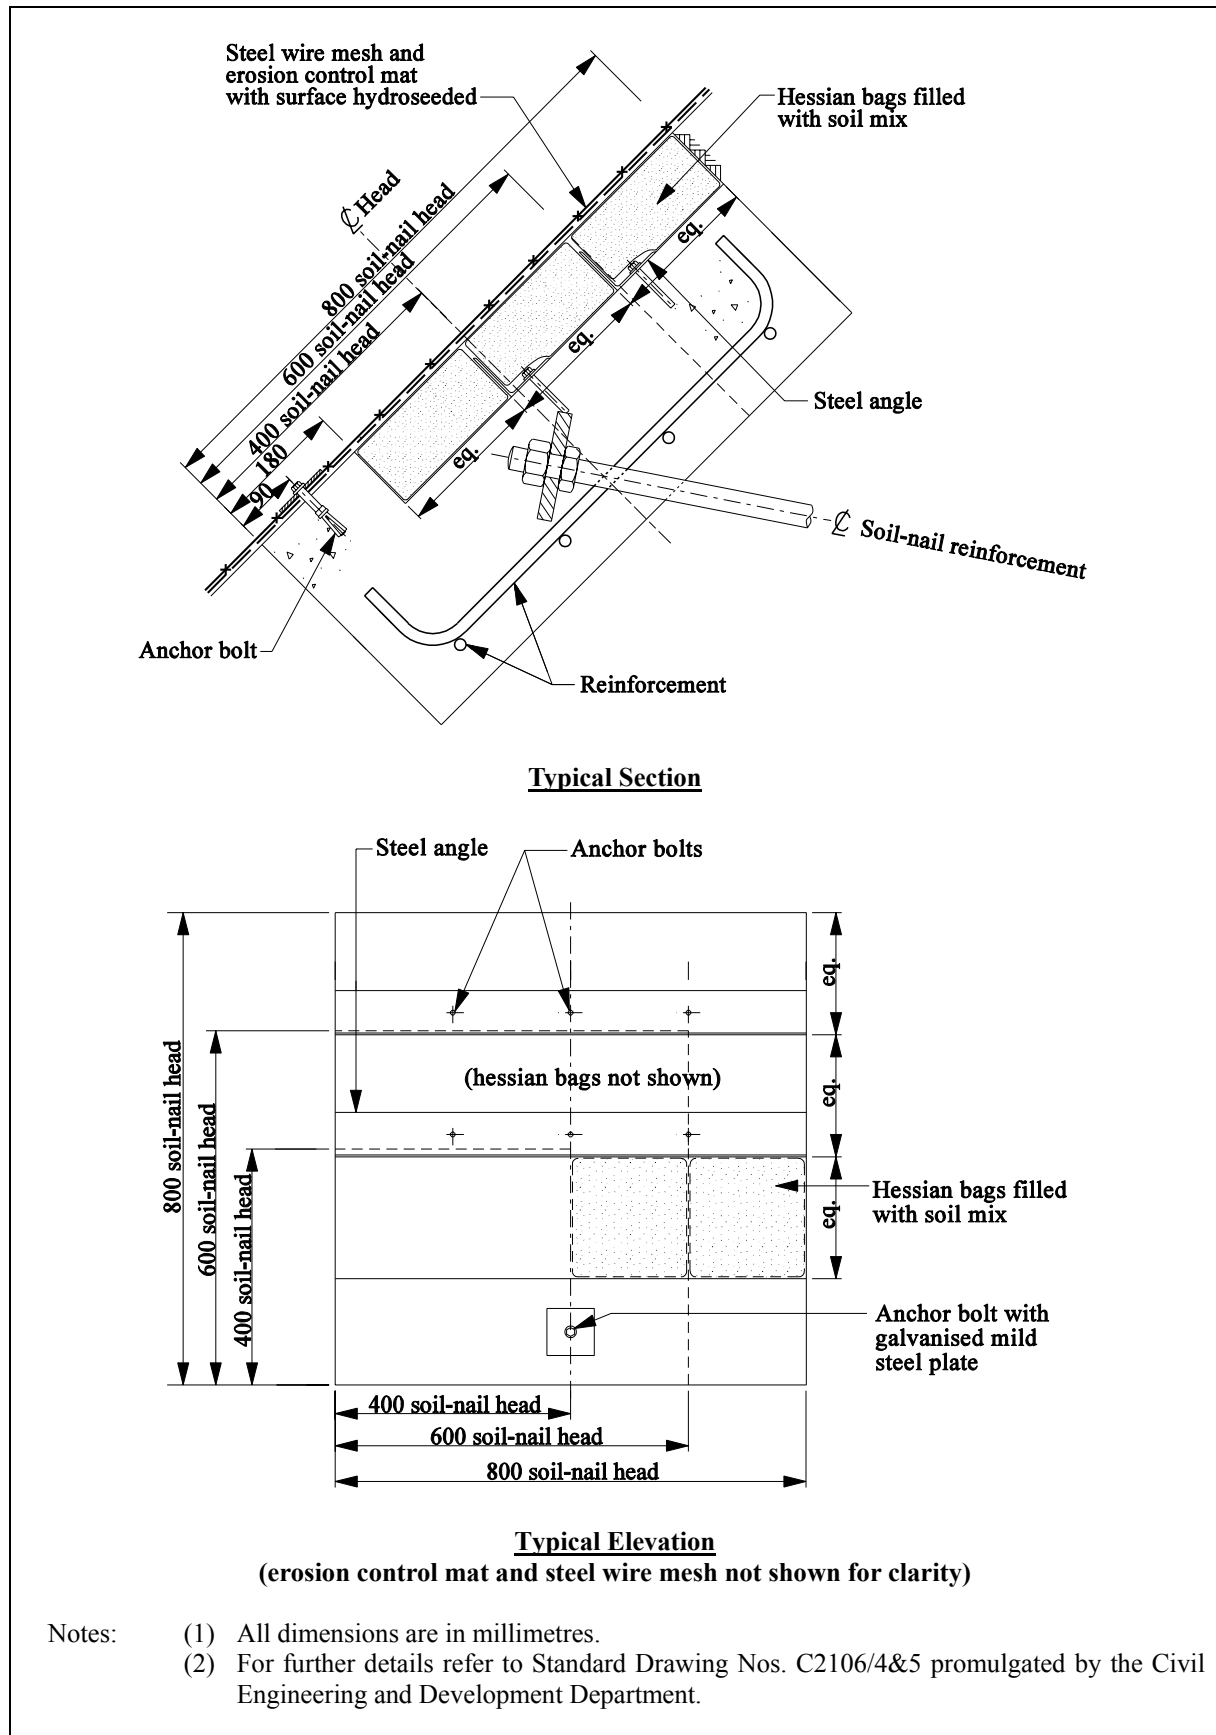 Steel wire mesh and
erosion control mat
with surface hydroseeded
Hessian bags filled
with soil mix
℄ Head
800 soil-nail head
600 soil-nail head
400 soil-nail head
180
90
eq.
eq.
eq.
Steel angle
℄ Soil-nail reinforcement
Anchor bolt
Reinforcement
Typical Section
Steel angle
Anchor bolts
800 soil-nail head
600 soil-nail head
400 soil-nail head
(hessian bags not shown)
eq.
eq.
eq.
Hessian bags filled
with soil mix
Anchor bolt with
galvanised mild
steel plate
400 soil-nail head
600 soil-nail head
800 soil-nail head
Typical Elevation
(erosion control mat and steel wire mesh not shown for clarity)
Notes: (1) All dimensions are in millimetres.
(2) For further details refer to Standard Drawing Nos. C2106/4&5 promulgated by the Civil
Engineering and Development Department.